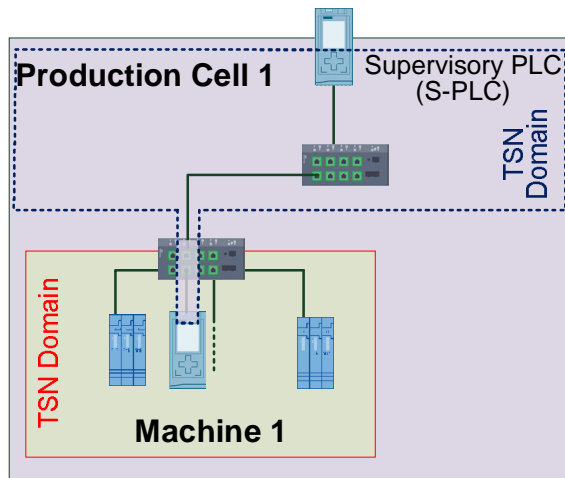 Production Cell 1
Supervisory PLC
(S-PLC)
TSN
Domain
TSN Domain
Machine 1